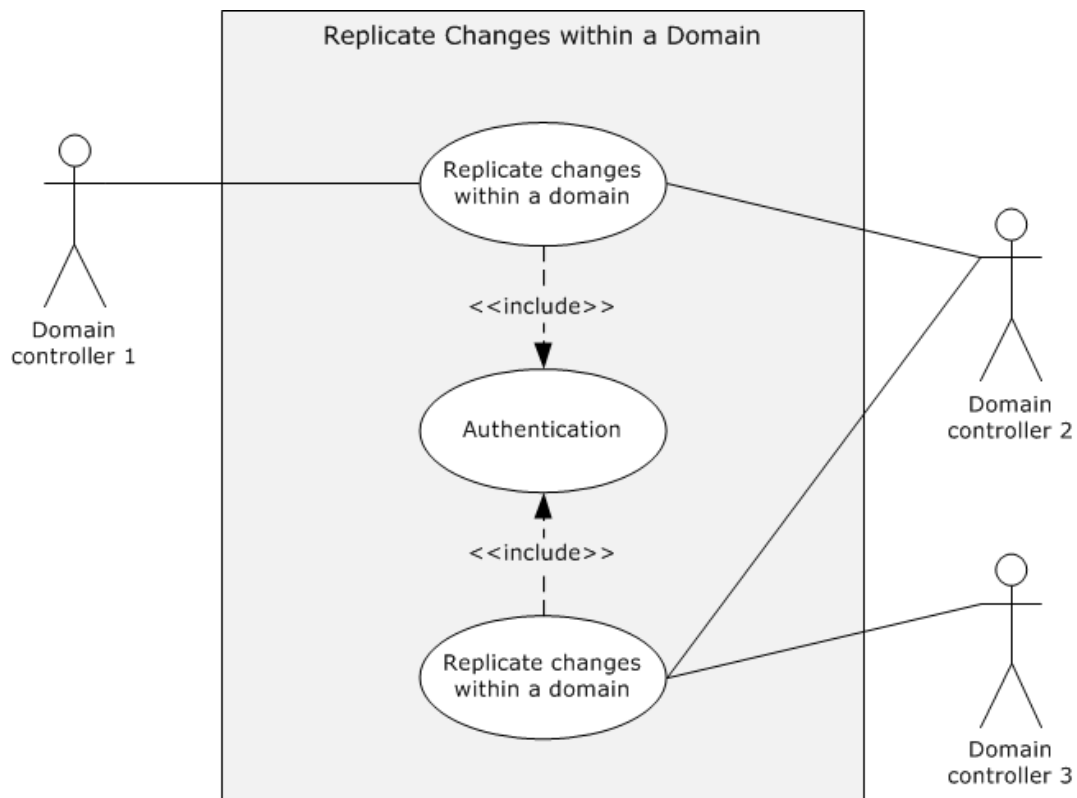 Replicate Changes within a Domain
Replicate changes
within a domain
<<include>>
Domain
controller 1
Authentication
Domain
controller 2
<<include>>
Replicate changes
within a domain
Domain
controller 3